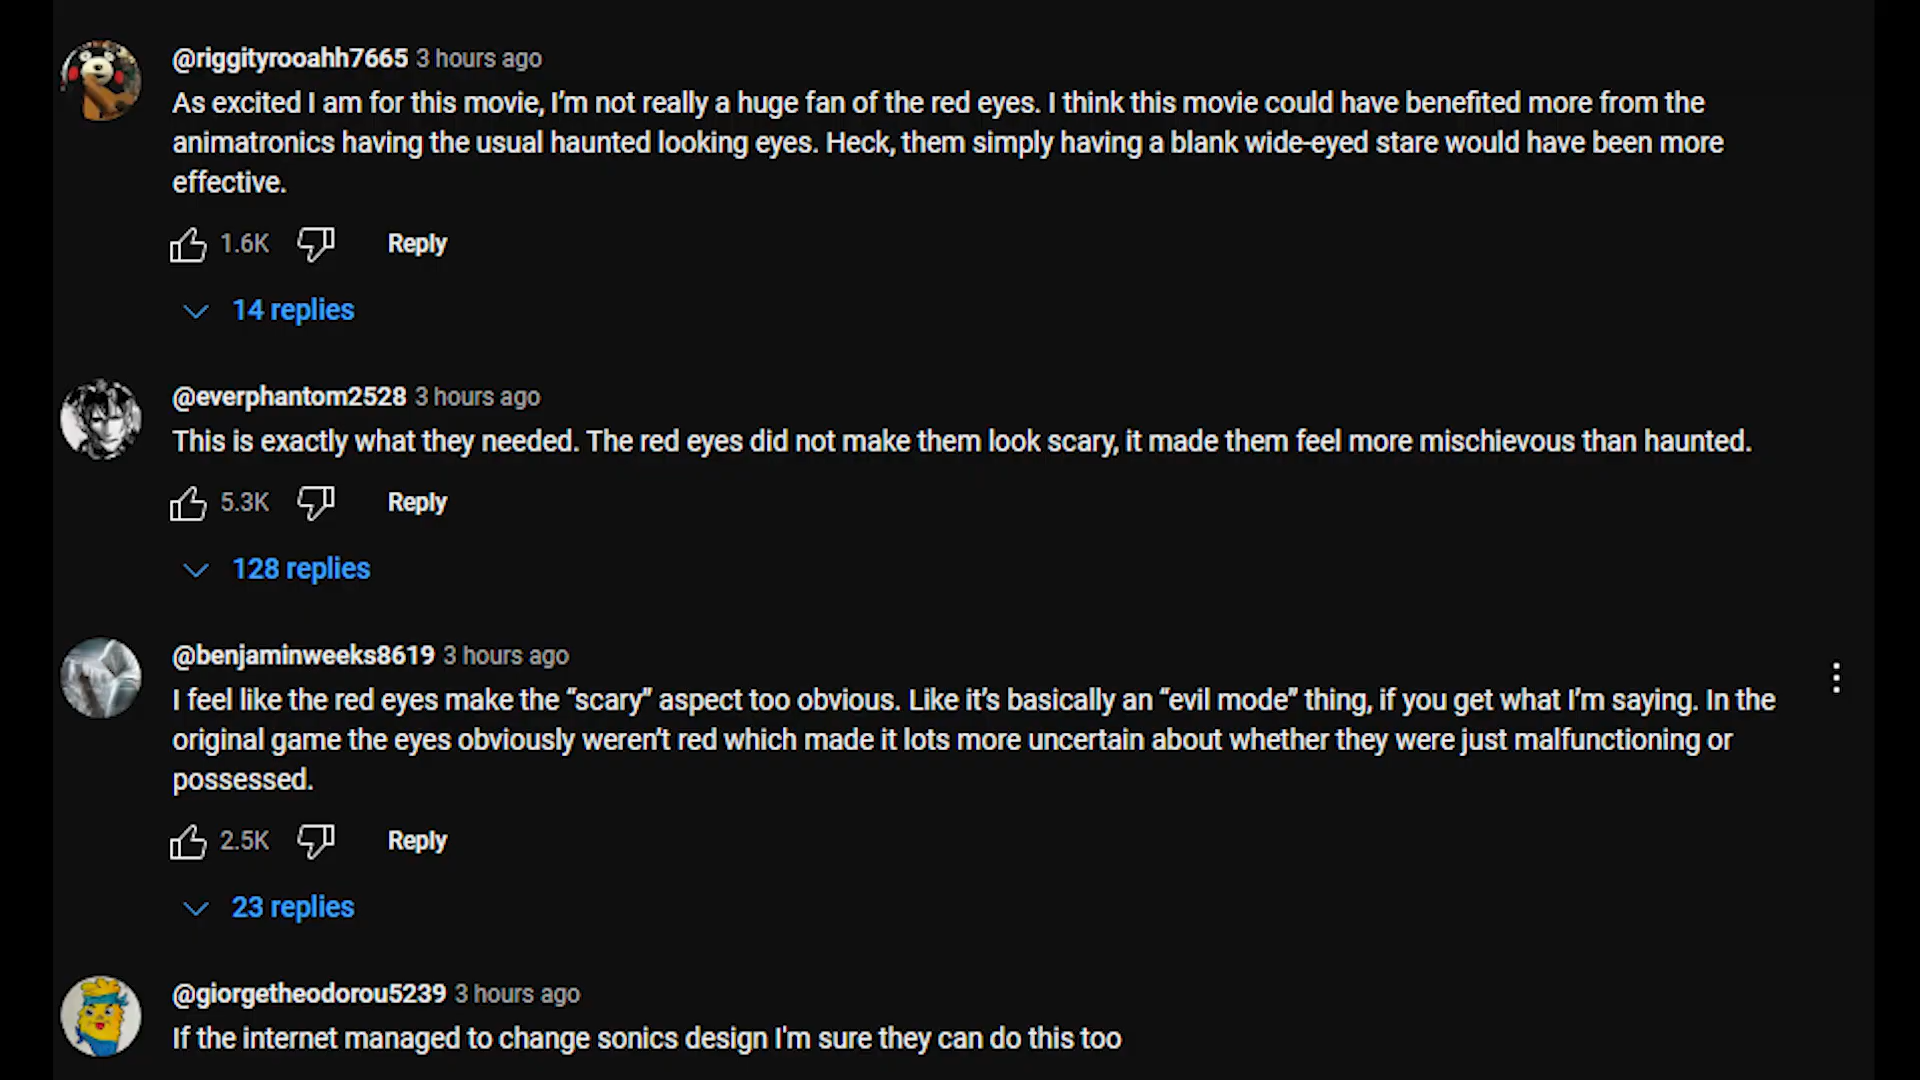 @riggityrooahh7665 3 hours ago
As excited I am for this movie, I’m not really a huge fan of the red eyes. I think this movie could have benefited more from the
animatronics having the usual haunted looking eyes. Heck, them simply having a blank wide-eyed stare would have been more
effective.
1.6K Reply
14 replies
@everphantom2528 3 hours ago
This is exactly what they needed. The red eyes did not make them look scary, it made them feel more mischievous than haunted.
5.3K Reply
128 replies
@benjaminweeks8619 3 hours ago
I feel like the red eyes make the “scary” aspect too obvious. Like it’s basically an “evil mode” thing, if you get what I’m saying. In the
original game the eyes obviously weren’t red which made it lots more uncertain about whether they were just malfunctioning or
possessed.
2.5K Reply
23 replies
@giorgetheodorou5239 3 hours ago
If the internet managed to change sonics design I'm sure they can do this too